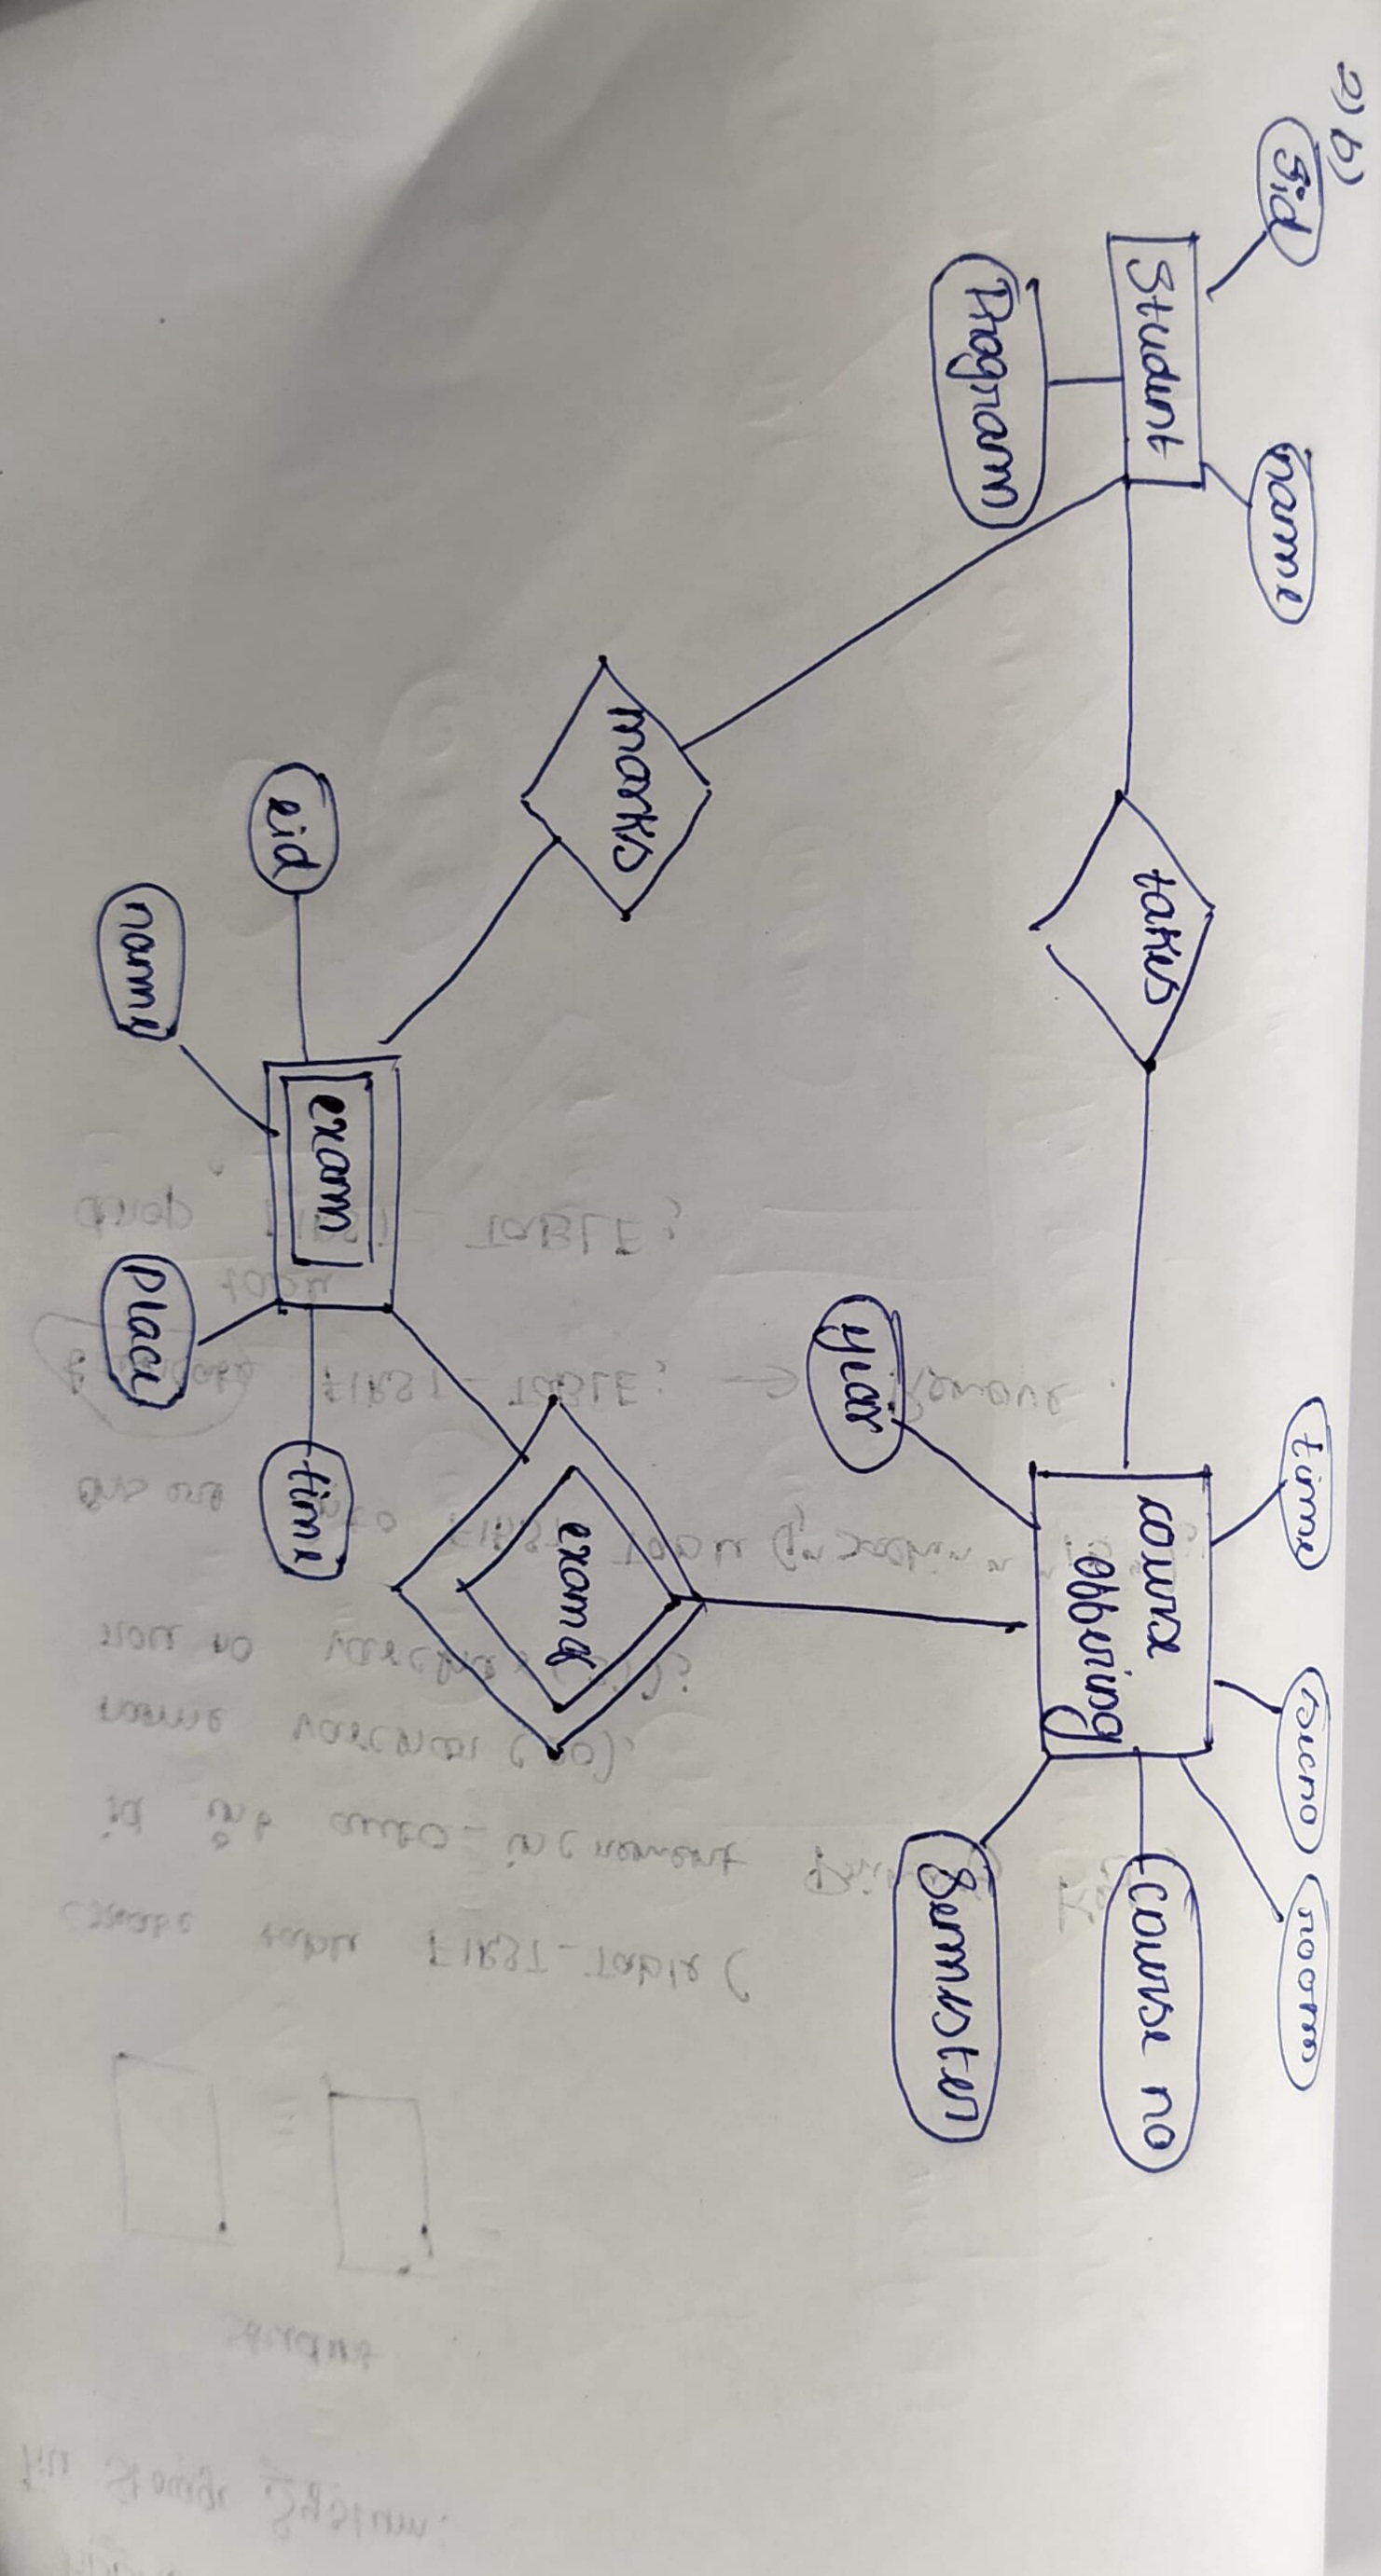 2) b)
Sid
name
time
secno
room
Student
takes
course
offering
course no
Program
year
Semester
marks
exam of
eid
exam
time
name
Place